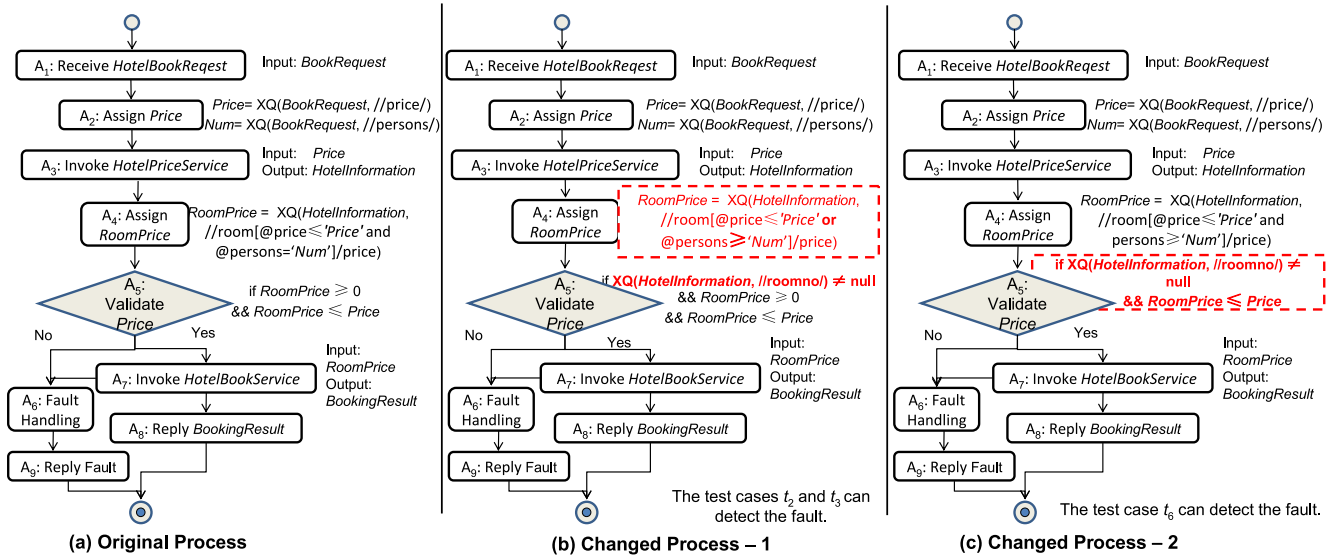 A1: Receive HotelBookReqest
Input: BookRequest
A2: Assign Price
Price= XQ(BookRequest, //price/)
Num= XQ(BookRequest, //persons/)
A3: Invoke HotelPriceService
Input: Price
Output: HotelInformation
A4: Assign
RoomPrice
RoomPrice = XQ(HotelInformation,
//room[@price≤'Price' and
@persons='Num']/price)
A5:
Validate
Price
if RoomPrice ≥ 0
&& RoomPrice ≤ Price
No
Yes
Input:
RoomPrice
Output:
BookingResult
A7: Invoke HotelBookService
A6: Fault
Handling
A8: Reply BookingResult
A9: Reply Fault
(a) Original Process
A1: Receive HotelBookReqest
Input: BookRequest
A2: Assign Price
Price= XQ(BookRequest, //price/)
Num= XQ(BookRequest, //persons/)
A3: Invoke HotelPriceService
Input: Price
Output: HotelInformation
A4: Assign
RoomPrice
RoomPrice = XQ(HotelInformation,
//room[@price≤'Price' or
@persons≥'Num']/price)
A5:
Validate
Price
if XQ(HotelInformation, //roomno/) ≠ null
&& RoomPrice ≥ 0
&& RoomPrice ≤ Price
No
Yes
Input:
RoomPrice
Output:
BookingResult
A7: Invoke HotelBookService
A6: Fault
Handling
A8: Reply BookingResult
A9: Reply Fault
The test cases t2 and t3 can
detect the fault.
(b) Changed Process – 1
A1: Receive HotelBookReqest
Input: BookRequest
A2: Assign Price
Price= XQ(BookRequest, //price/)
Num= XQ(BookRequest, //persons/)
A3: Invoke HotelPriceService
Input: Price
Output: HotelInformation
A4: Assign
RoomPrice
RoomPrice = XQ(HotelInformation,
//room[@price≤'Price' and
persons≥'Num']/price)
A5:
Validate
Price
if XQ(HotelInformation, //roomno/) ≠
null
&& RoomPrice ≤ Price
No
Yes
Input:
RoomPrice
Output:
BookingResult
A7: Invoke HotelBookService
A6: Fault
Handling
A8: Reply BookingResult
A9: Reply Fault
The test case t6 can detect the fault.
(c) Changed Process – 2